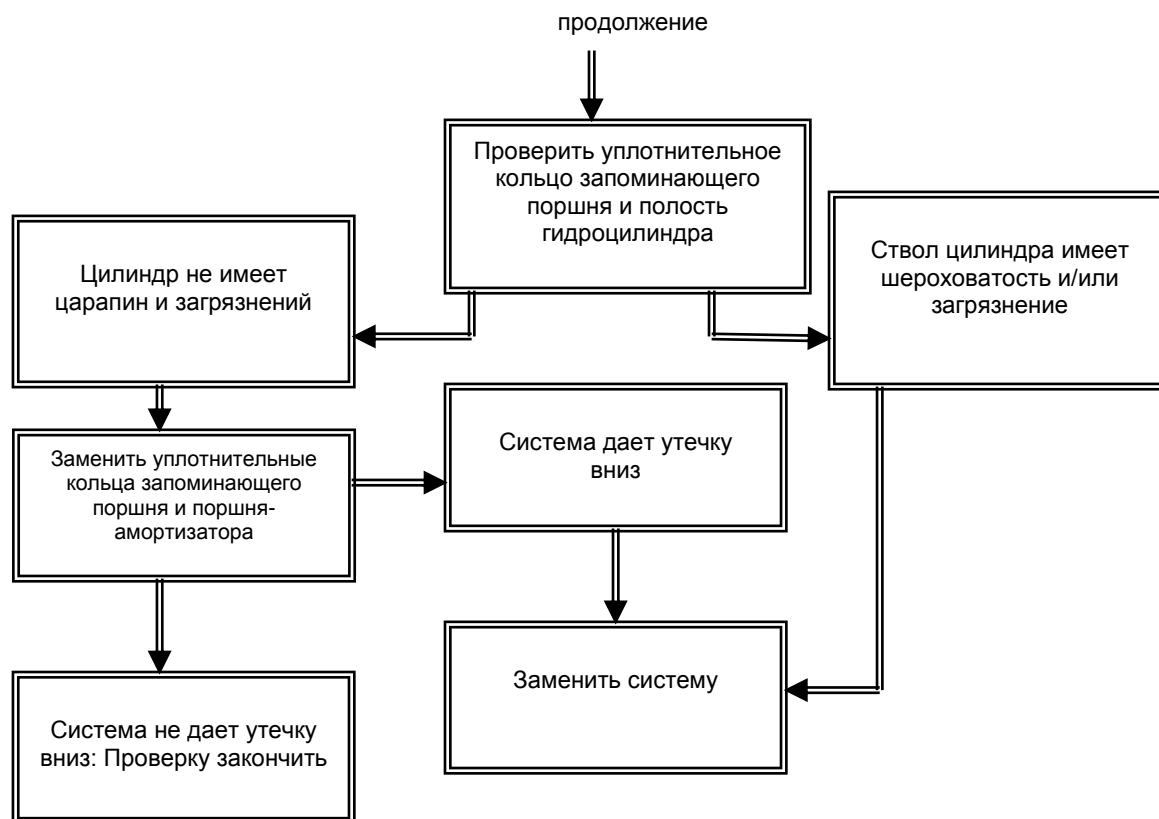 продолжение
Проверить уплотнительное
кольцо запоминающего
поршня и полость
гидроцилиндра
Цилиндр не имеет
царапин и загрязнений
Ствол цилиндра имеет
шероховатость и/или
загрязнение
Заменить уплотнительные
кольца запоминающего
поршня и поршня-
амортизатора
Система дает утечку
вниз
Заменить систему
Система не дает утечку
вниз: Проверку закончить